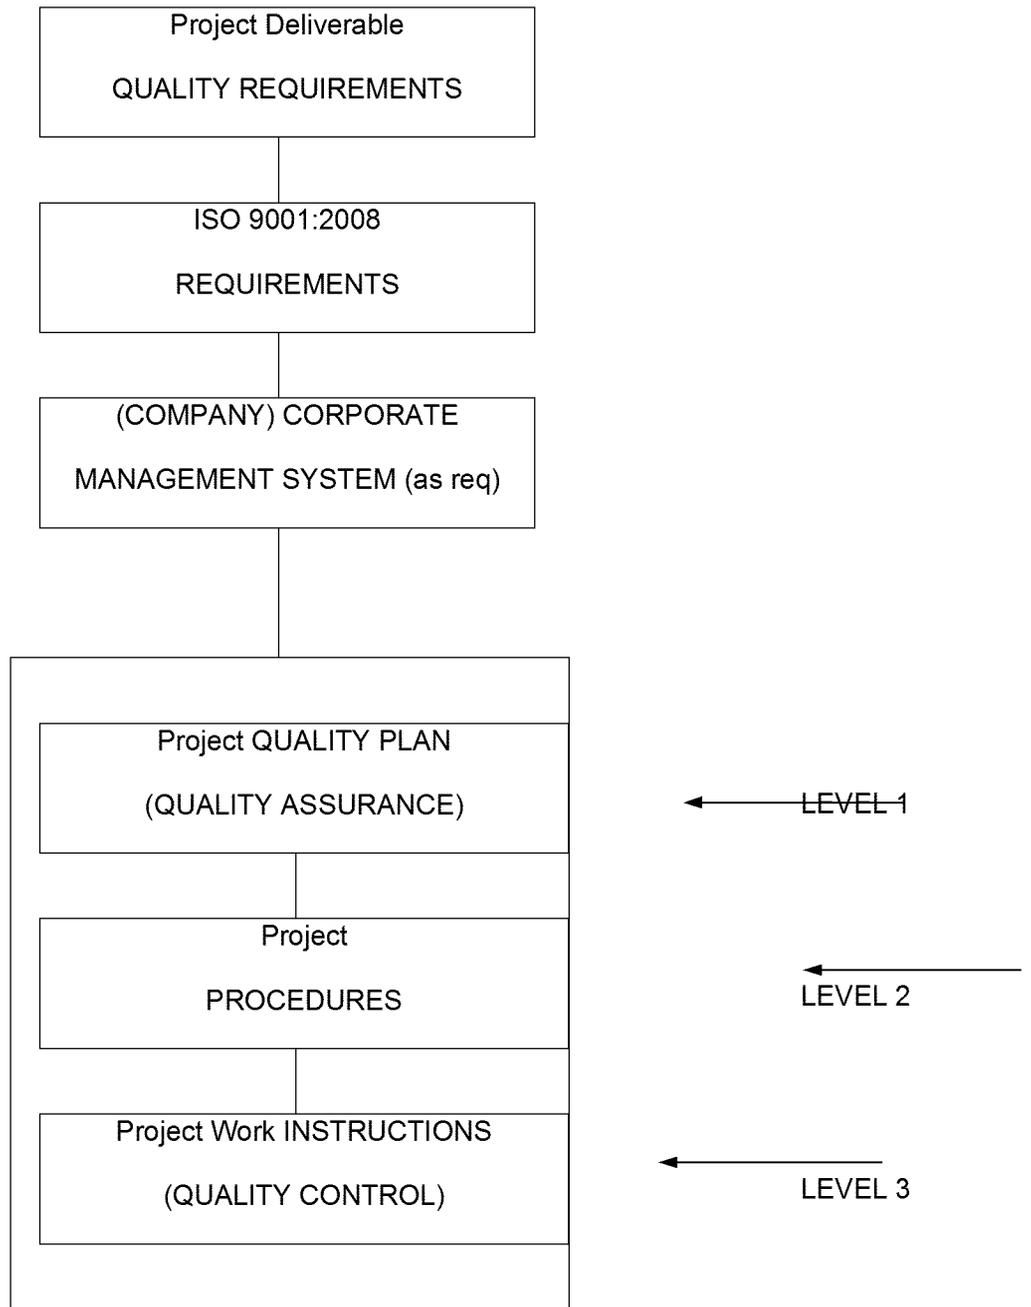 Project Deliverable
QUALITY REQUIREMENTS
ISO 9001:2008
REQUIREMENTS
(COMPANY) CORPORATE
MANAGEMENT SYSTEM (as req)
Project QUALITY PLAN
(QUALITY ASSURANCE)
LEVEL 1
Project
PROCEDURES
LEVEL 2
Project Work INSTRUCTIONS
(QUALITY CONTROL)
LEVEL 3